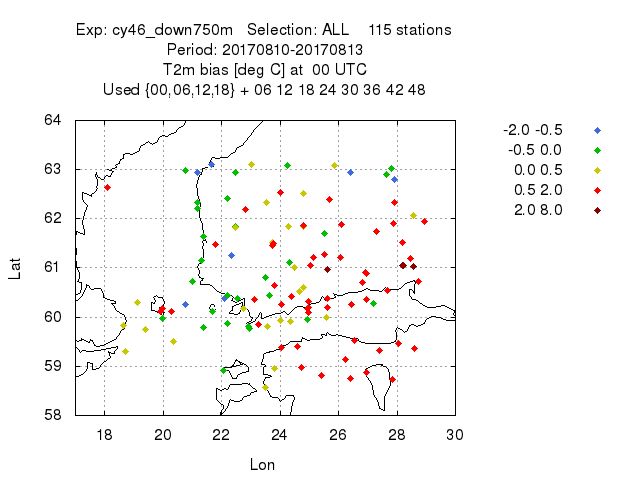 Exp: cy46_down750m Selection: ALL 115 stations
Period: 20170810-20170813
T2m bias [deg C] at 00 UTC
Used {00,06,12,18} + 06 12 18 24 30 36 42 48
64
63
62
61
60
59
58
Lat
18 20 22 24 26 28 30
Lon
-2.0 -0.5
-0.5 0.0
0.0 0.5
0.5 2.0
2.0 8.0